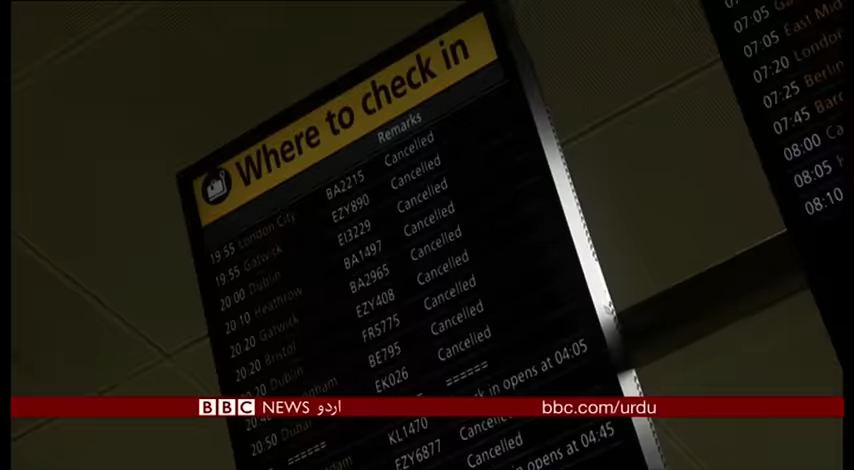 Where to check in
Remarks
19:55 London City BA2215 Cancelled
19:55 Gatwick EZY890 Cancelled
20:00 Dublin EI3229 Cancelled
20:10 Heathrow BA1497 Cancelled
20:20 Gatwick BA2965 Cancelled
20:20 Bristol EZY408 Cancelled
20:20 Dublin FR5775 Cancelled
BE795 Cancelled
20:50 Dubai EK026 Cancelled
====== ======
KL1470 in opens at 04:05
EZY6877 Cancelled
Cancelled
in opens at 04:45
07:05
07:05 East Mid
07:20 London
07:25 Berlin
07:45 Barc
08:00 Ca
08:05 H
08:10
BBC NEWS اردو
bbc.com/urdu